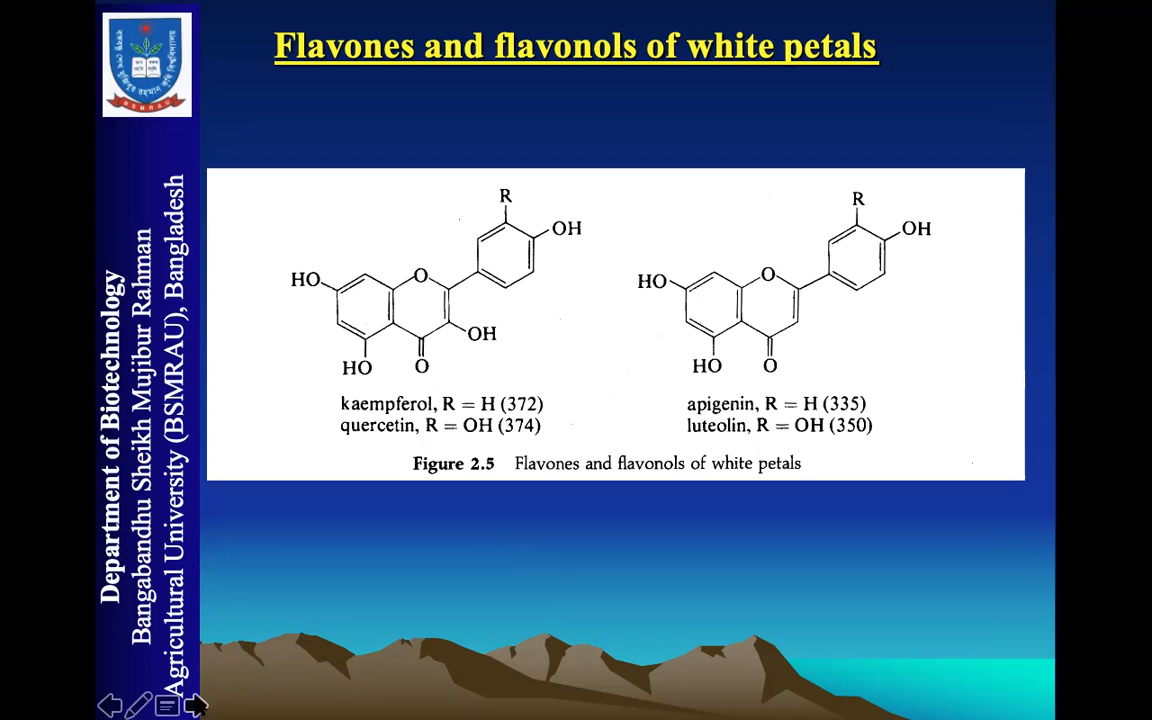 Flavones and flavonols of white petals
Department of Biotechnology
Bangabandhu Sheikh Mujibur Rahman
Agricultural University (BSMRAU), Bangladesh
BSMRAU
R
OH
HO
O
OH
HO
O
kaempferol, R = H (372)
quercetin, R = OH (374)
R
OH
HO
O
HO
O
apigenin, R = H (335)
luteolin, R = OH (350)
Figure 2.5 Flavones and flavonols of white petals